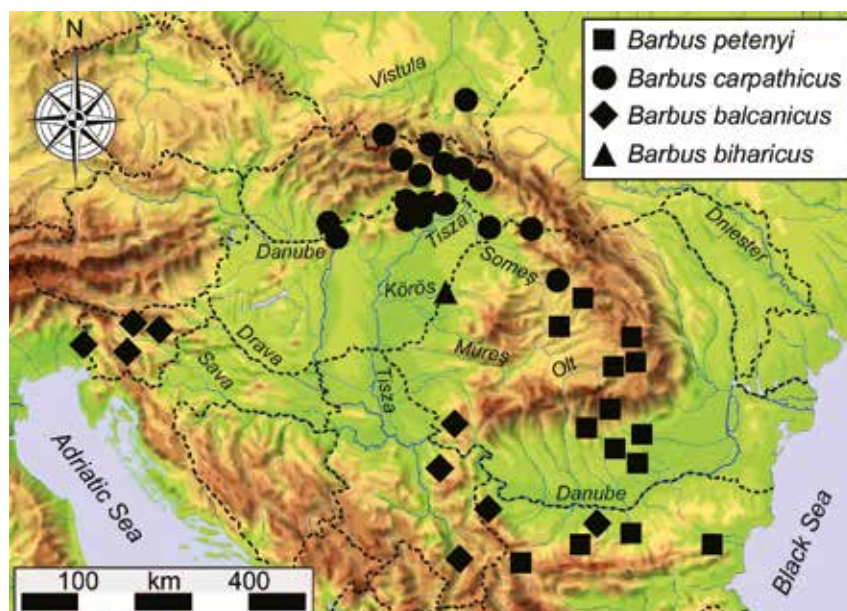 N
Barbus petenyi
Barbus carpathicus
Barbus balcanicus
Barbus biharicus
Vistula
Dniester
Tisza
Danube
Someş
Körös
Drava
Mureş
Olt
Sava
Tisza
Adriatic Sea
Danube
Black Sea
100 km 400